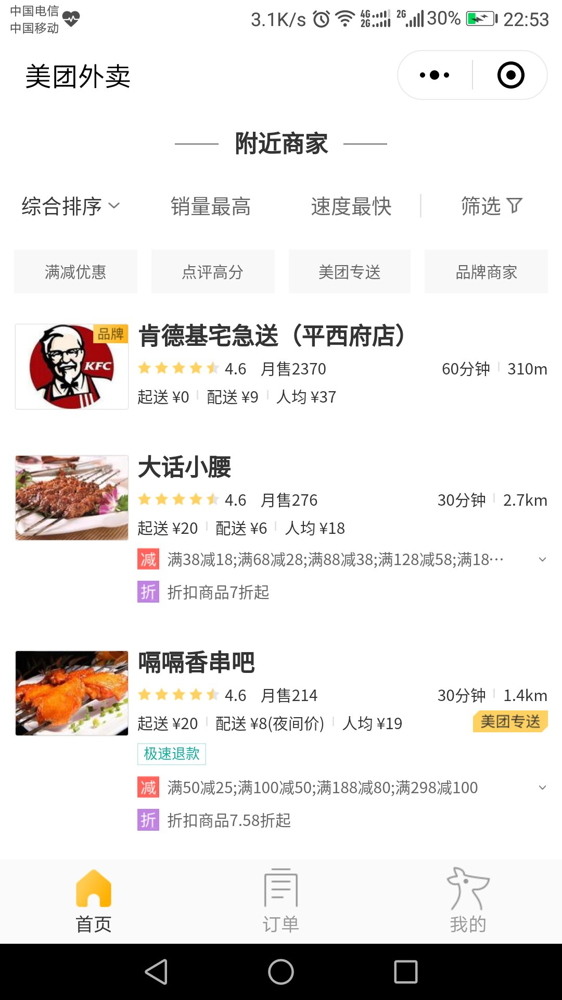 中国电信
中国移动
3.1K/s 4G 2G 2G 30% 22:53
美团外卖
附近商家
综合排序 销量最高 速度最快 筛选
满减优惠 点评高分 美团专送 品牌商家
品牌
KFC
肯德基宅急送（平西府店）
4.6 月售2370 60分钟 310m
起送 ¥0 配送 ¥9 人均 ¥37
大话小腰
4.6 月售276 30分钟 2.7km
起送 ¥20 配送 ¥6 人均 ¥18
减 满38减18;满68减28;满88减38;满128减58;满18···
折 折扣商品7折起
嗝嗝香串吧
4.6 月售214 30分钟 1.4km
起送 ¥20 配送 ¥8(夜间价) 人均 ¥19 美团专送
极速退款
减 满50减25;满100减50;满188减80;满298减100
折 折扣商品7.58折起
首页 订单 我的